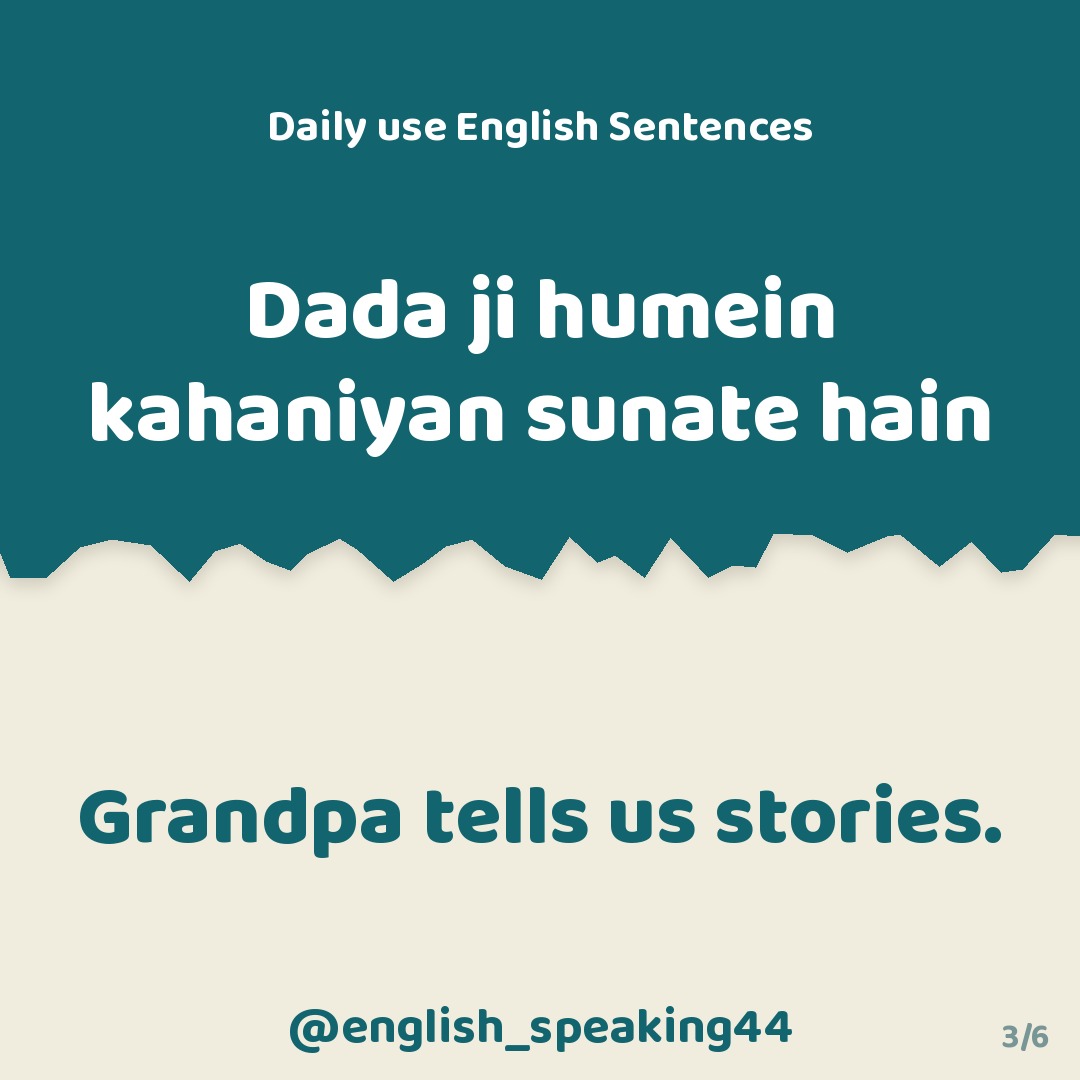 Daily use English Sentences
Dada ji humein
kahaniyan sunate hain
Grandpa tells us stories.
@english_speaking44
3/6